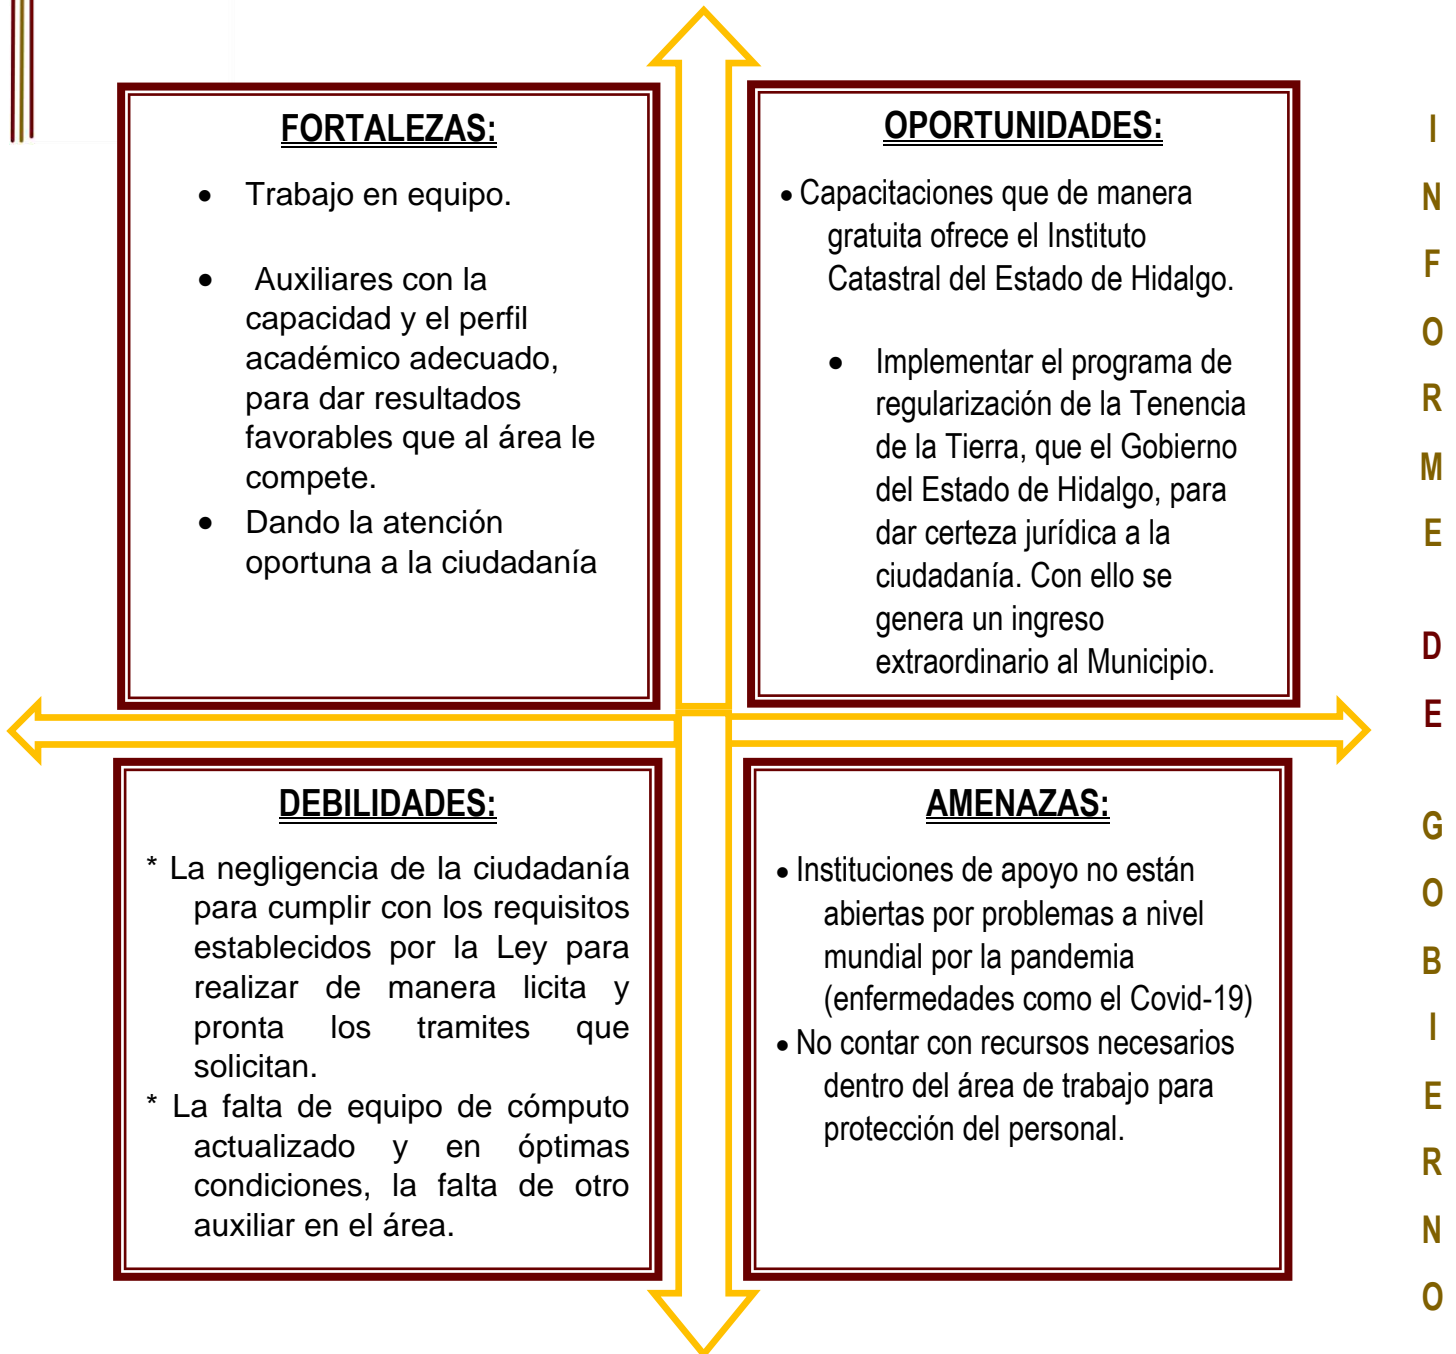 FORTALEZAS:
• Trabajo en equipo.
• Auxiliares con la
capacidad y el perfil
académico adecuado,
para dar resultados
favorables que al área le
compete.
• Dando la atención
oportuna a la ciudadanía
OPORTUNIDADES:
• Capacitaciones que de manera
gratuita ofrece el Instituto
Catastral del Estado de Hidalgo.
• Implementar el programa de
regularización de la Tenencia
de la Tierra, que el Gobierno
del Estado de Hidalgo, para
dar certeza jurídica a la
ciudadanía. Con ello se
genera un ingreso
extraordinario al Municipio.
DEBILIDADES:
* La negligencia de la ciudadanía
para cumplir con los requisitos
establecidos por la Ley para
realizar de manera licita y
pronta los tramites que
solicitan.
* La falta de equipo de cómputo
actualizado y en óptimas
condiciones, la falta de otro
auxiliar en el área.
AMENAZAS:
• Instituciones de apoyo no están
abiertas por problemas a nivel
mundial por la pandemia
(enfermedades como el Covid-19)
• No contar con recursos necesarios
dentro del área de trabajo para
protección del personal.
I
N
F
O
R
M
E
D
E
G
O
B
I
E
R
N
O